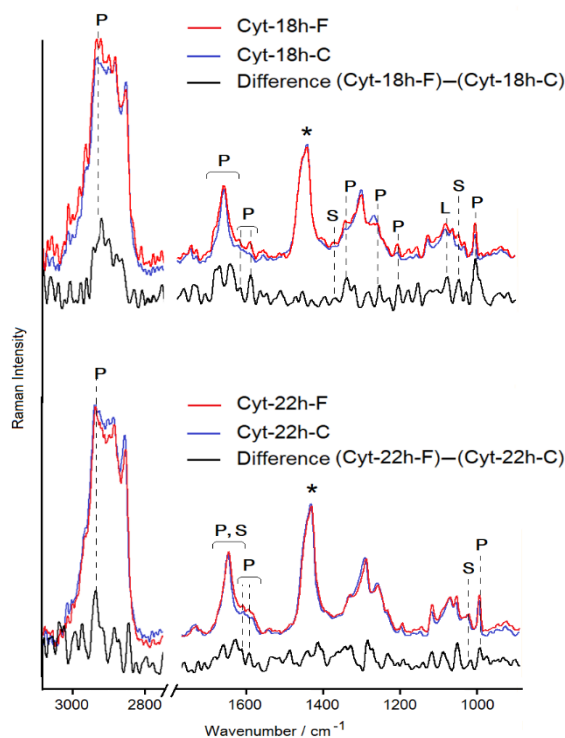 P
Cyt-18h-F
Cyt-18h-C
Difference (Cyt-18h-F)–(Cyt-18h-C)
*
P
P
S
P
P
P
L
S
P
Raman Intensity
P
Cyt-22h-F
Cyt-22h-C
Difference (Cyt-22h-F)–(Cyt-22h-C)
*
P, S
P
S
P
3000 2800 1600 1400 1200 1000
Wavenumber / cm⁻¹